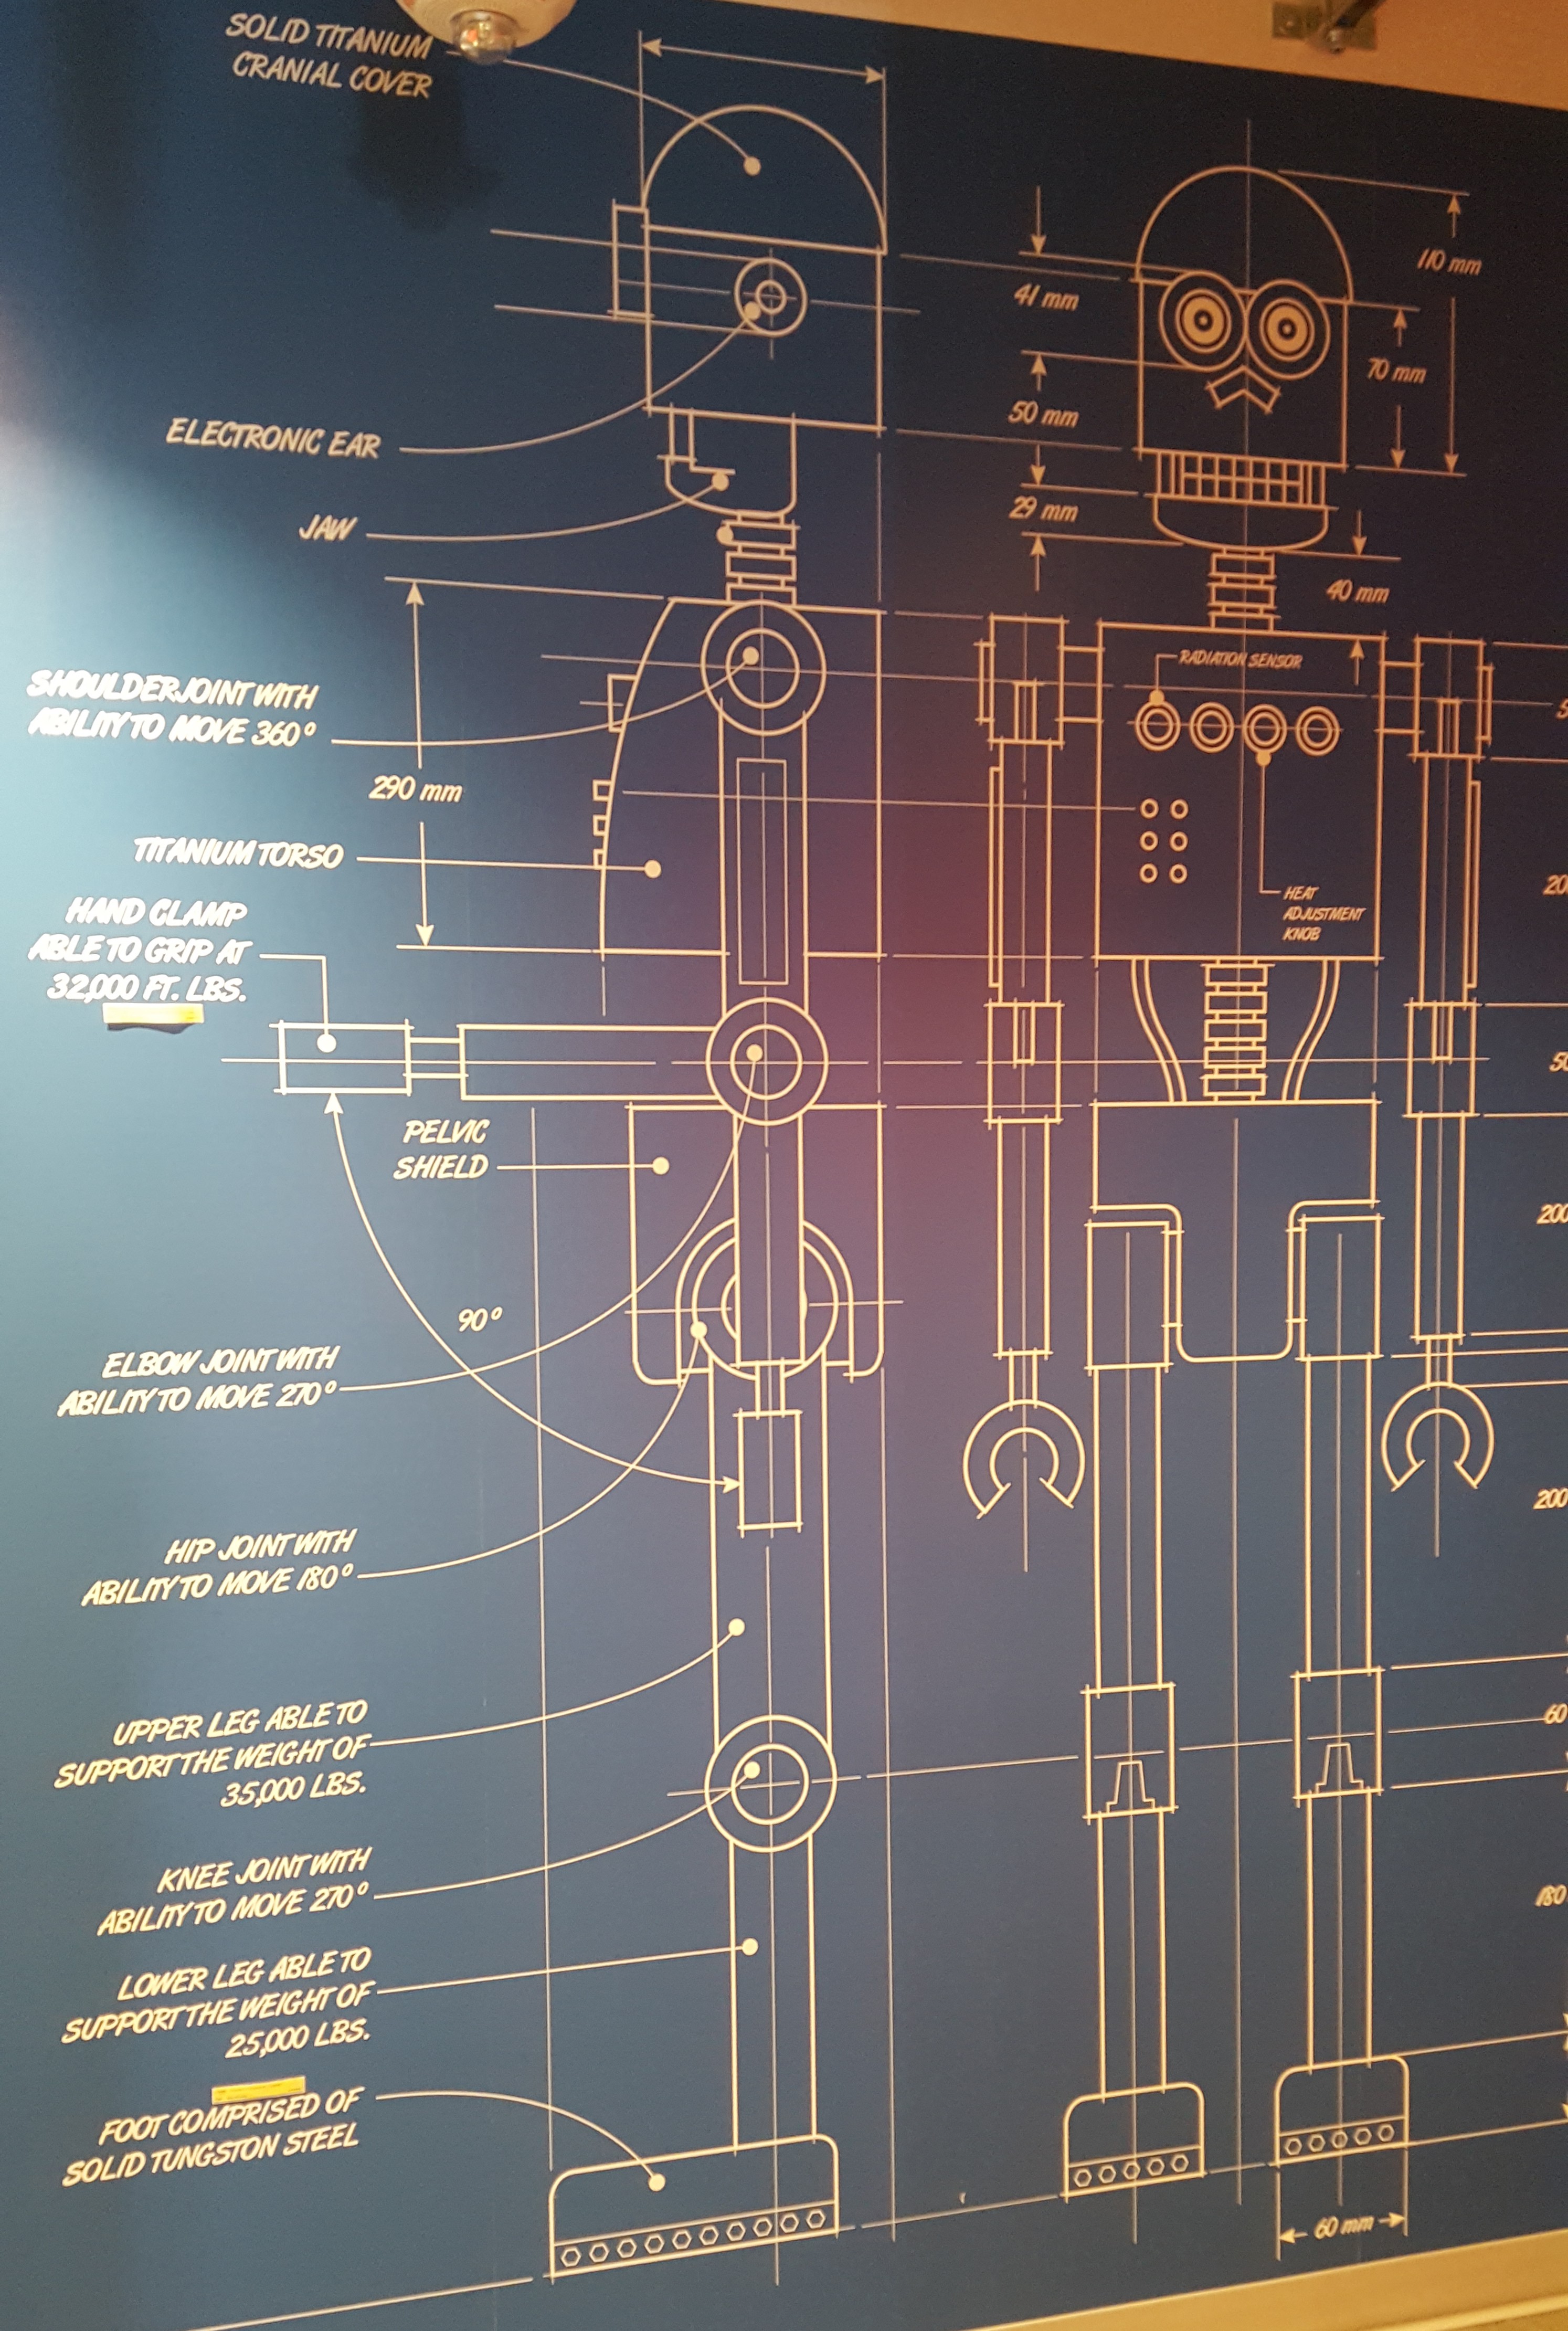 SOLID TITANIUM
CRANIAL COVER
ELECTRONIC EAR
JAW
SHOULDER JOINT WITH
ABILITY TO MOVE 360°
290 mm
TITANIUM TORSO
HAND CLAMP
ABLE TO GRIP AT
32,000 FT. LBS.
PELVIC
SHIELD
90°
ELBOW JOINT WITH
ABILITY TO MOVE 270°
HIP JOINT WITH
ABILITY TO MOVE 180°
UPPER LEG ABLE TO
SUPPORT THE WEIGHT OF
35,000 LBS.
KNEE JOINT WITH
ABILITY TO MOVE 270°
LOWER LEG ABLE TO
SUPPORT THE WEIGHT OF
25,000 LBS.
FOOT COMPRISED OF
SOLID TUNGSTON STEEL
110 mm
41 mm
70 mm
50 mm
29 mm
40 mm
RADIATION SENSOR
HEAT
ADJUSTMENT
KNOB
200
60
180
60 mm